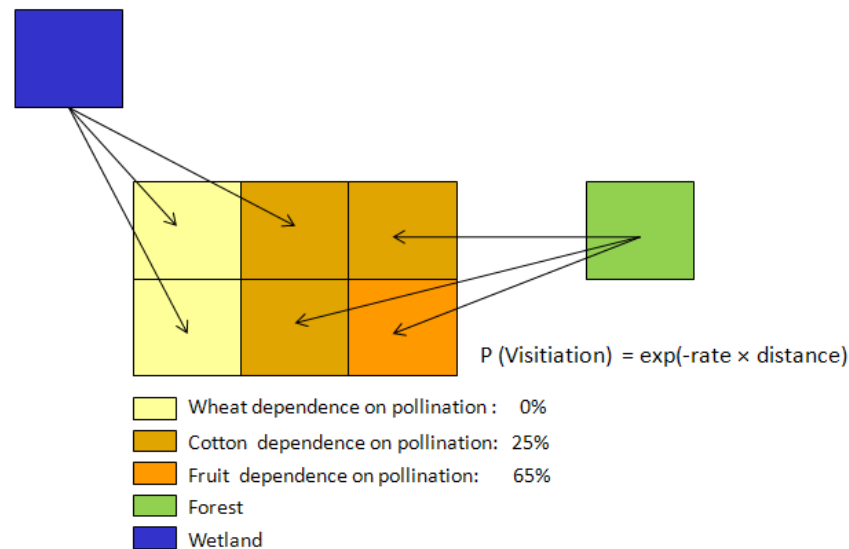 P (Visitiation) = exp(-rate × distance)
Wheat dependence on pollination : 0%
Cotton dependence on pollination: 25%
Fruit dependence on pollination: 65%
Forest
Wetland